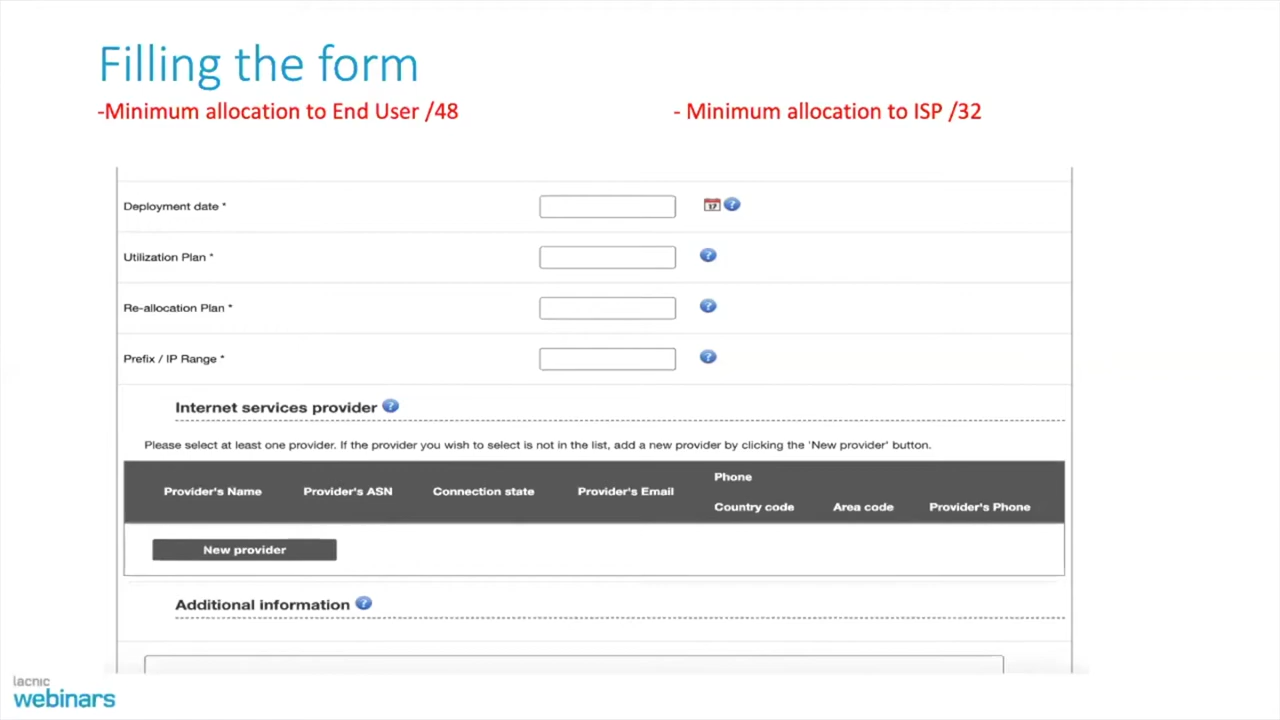 Filling the form
-Minimum allocation to End User /48
- Minimum allocation to ISP /32
Deployment date *
17
?
Utilization Plan *
?
Re-allocation Plan *
?
Prefix / IP Range *
?
Internet services provider ?
Please select at least one provider. If the provider you wish to select is not in the list, add a new provider by clicking the 'New provider' button.
Phone
Provider's Name Provider's ASN Connection state Provider's Email
Country code Area code Provider's Phone
New provider
Additional information ?
lacnic
webinars